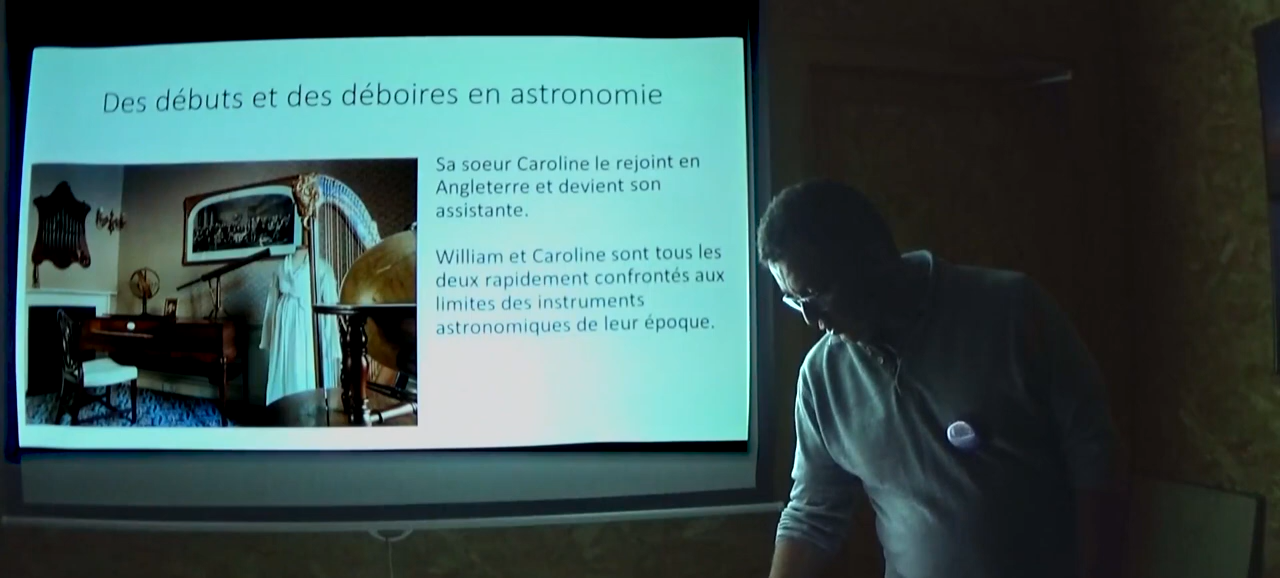 Des débuts et des déboires en astronomie
Sa soeur Caroline le rejoint en
Angleterre et devient son
assistante.
William et Caroline sont tous les
deux rapidement confrontés aux
limites des instruments
astronomiques de leur époque.